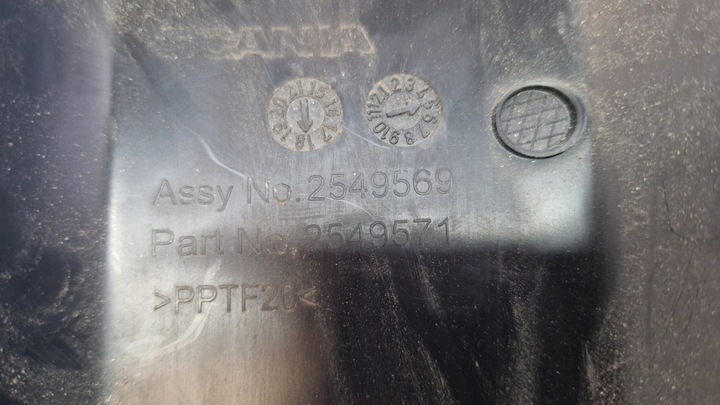 SCANIA
Assy No. 2549569
Part No. 2549571
>PPTF20<